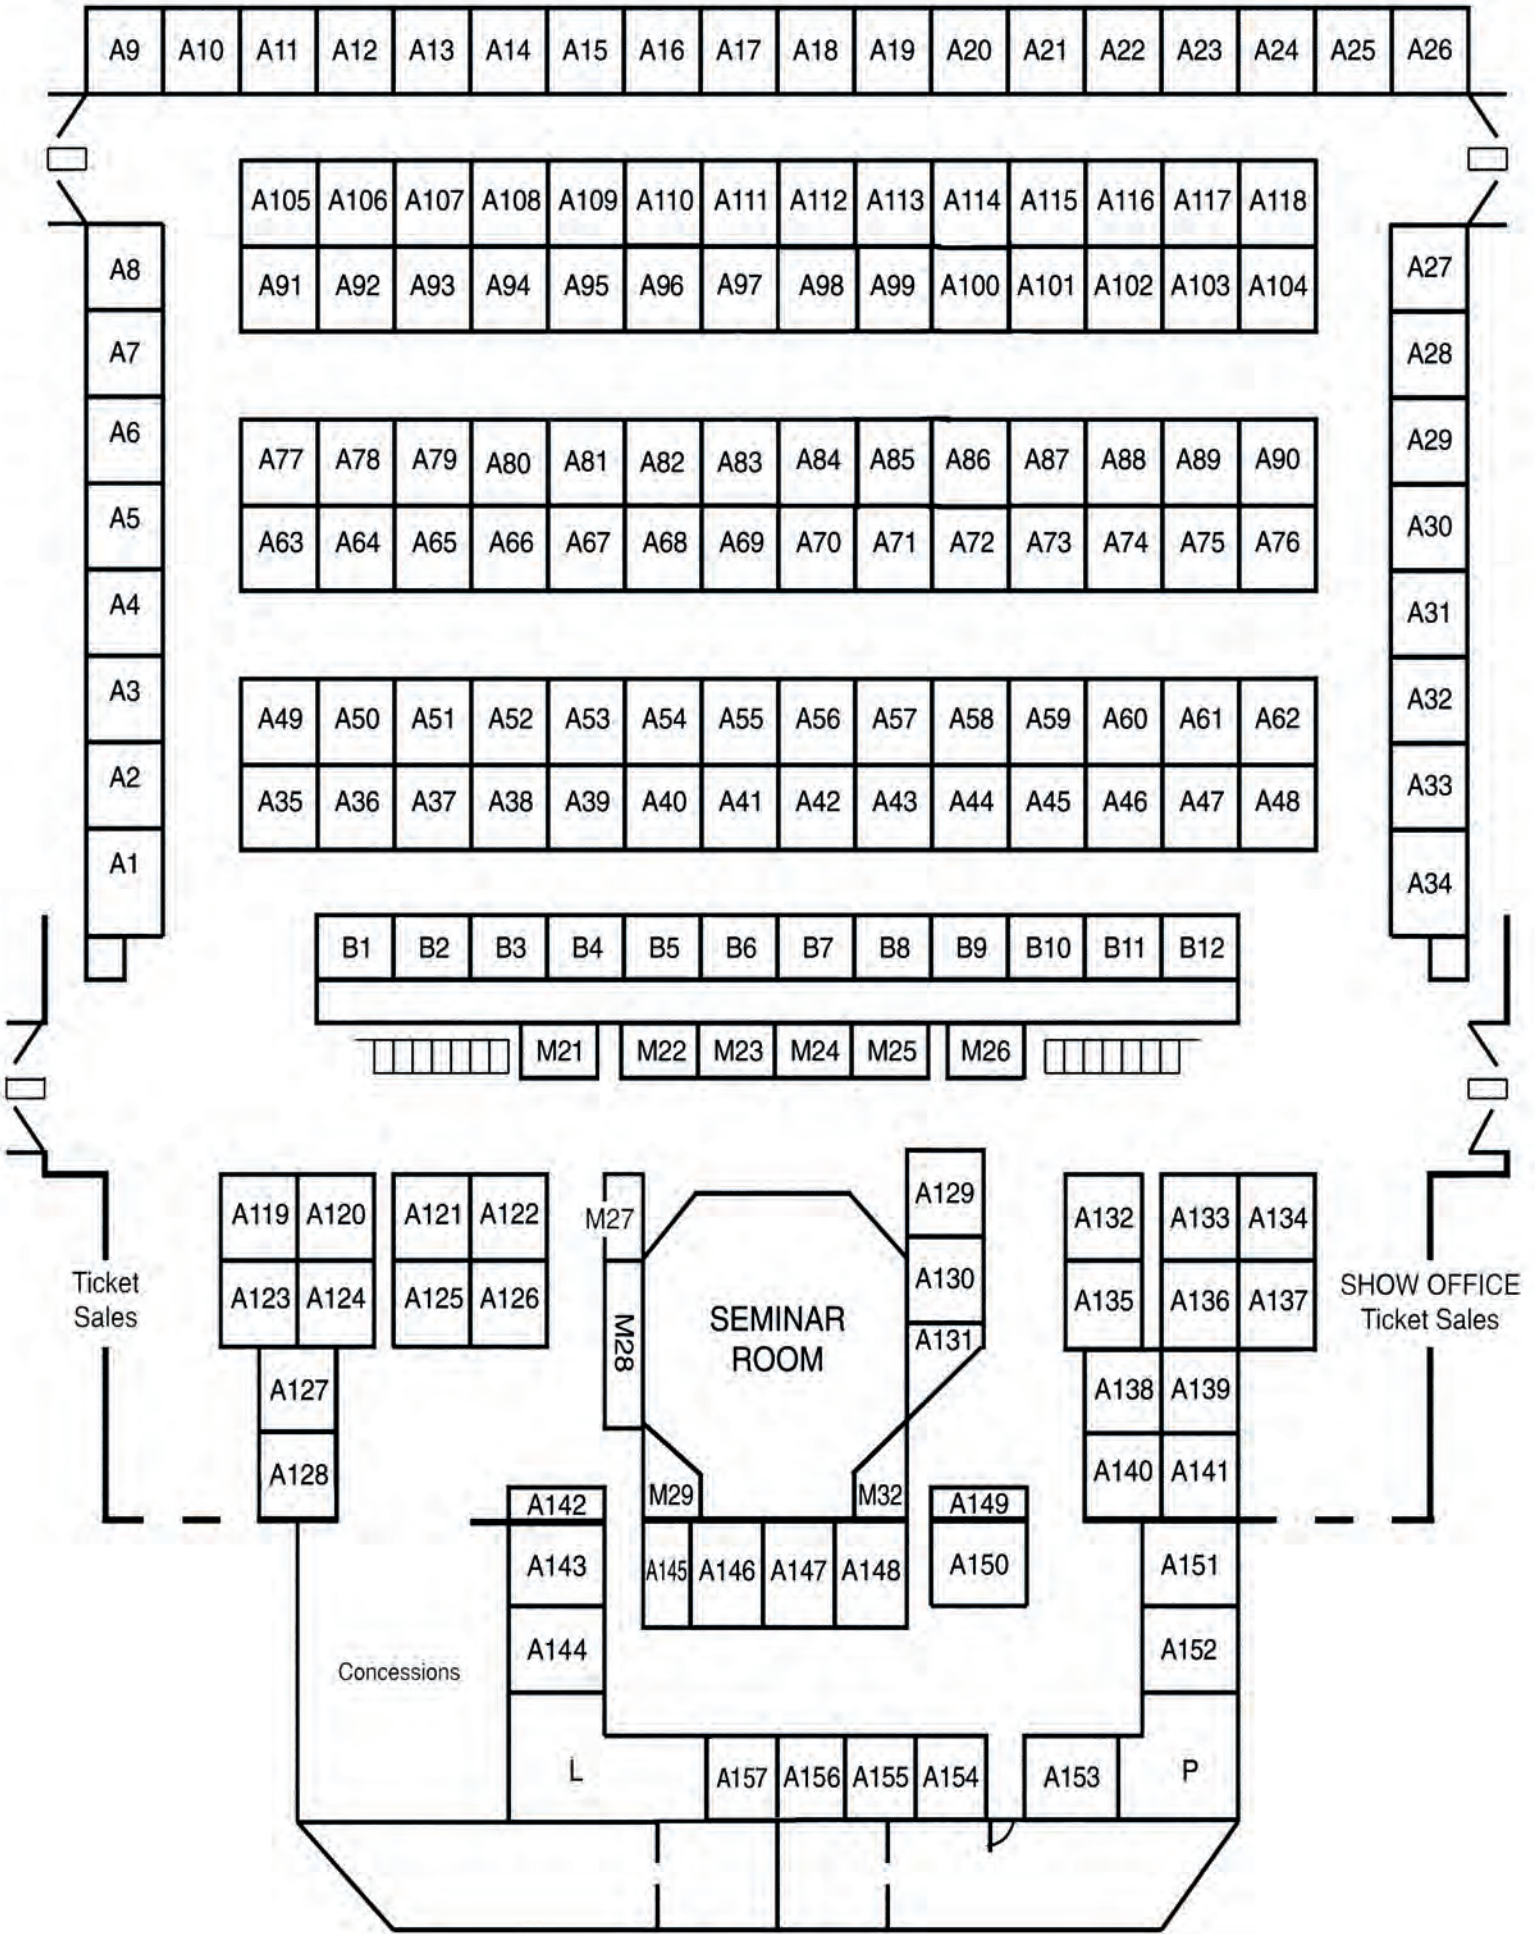 A9 A10 A11 A12 A13 A14 A15 A16 A17 A18 A19 A20 A21 A22 A23 A24 A25 A26
A105 A106 A107 A108 A109 A110 A111 A112 A113 A114 A115 A116 A117 A118
A8 A91 A92 A93 A94 A95 A96 A97 A98 A99 A100 A101 A102 A103 A104 A27
A7 A28
A6 A29
A77 A78 A79 A80 A81 A82 A83 A84 A85 A86 A87 A88 A89 A90
A5 A63 A64 A65 A66 A67 A68 A69 A70 A71 A72 A73 A74 A75 A76 A30
A4 A31
A3 A32
A49 A50 A51 A52 A53 A54 A55 A56 A57 A58 A59 A60 A61 A62
A2 A35 A36 A37 A38 A39 A40 A41 A42 A43 A44 A45 A46 A47 A48 A33
A1 A34
B1 B2 B3 B4 B5 B6 B7 B8 B9 B10 B11 B12
M21 M22 M23 M24 M25 M26
A129
A119 A120 A121 A122 M27 A132 A133 A134
A130
Ticket
Sales
A123 A124 A125 A126 A135 A136 A137
SHOW OFFICE
Ticket Sales
M28
SEMINAR
ROOM
A131
A127 A138 A139
A128 A140 A141
A142 M29 M32 A149
A143 A145 A146 A147 A148 A150 A151
A144 A152
Concessions
L A157 A156 A155 A154 A153 P